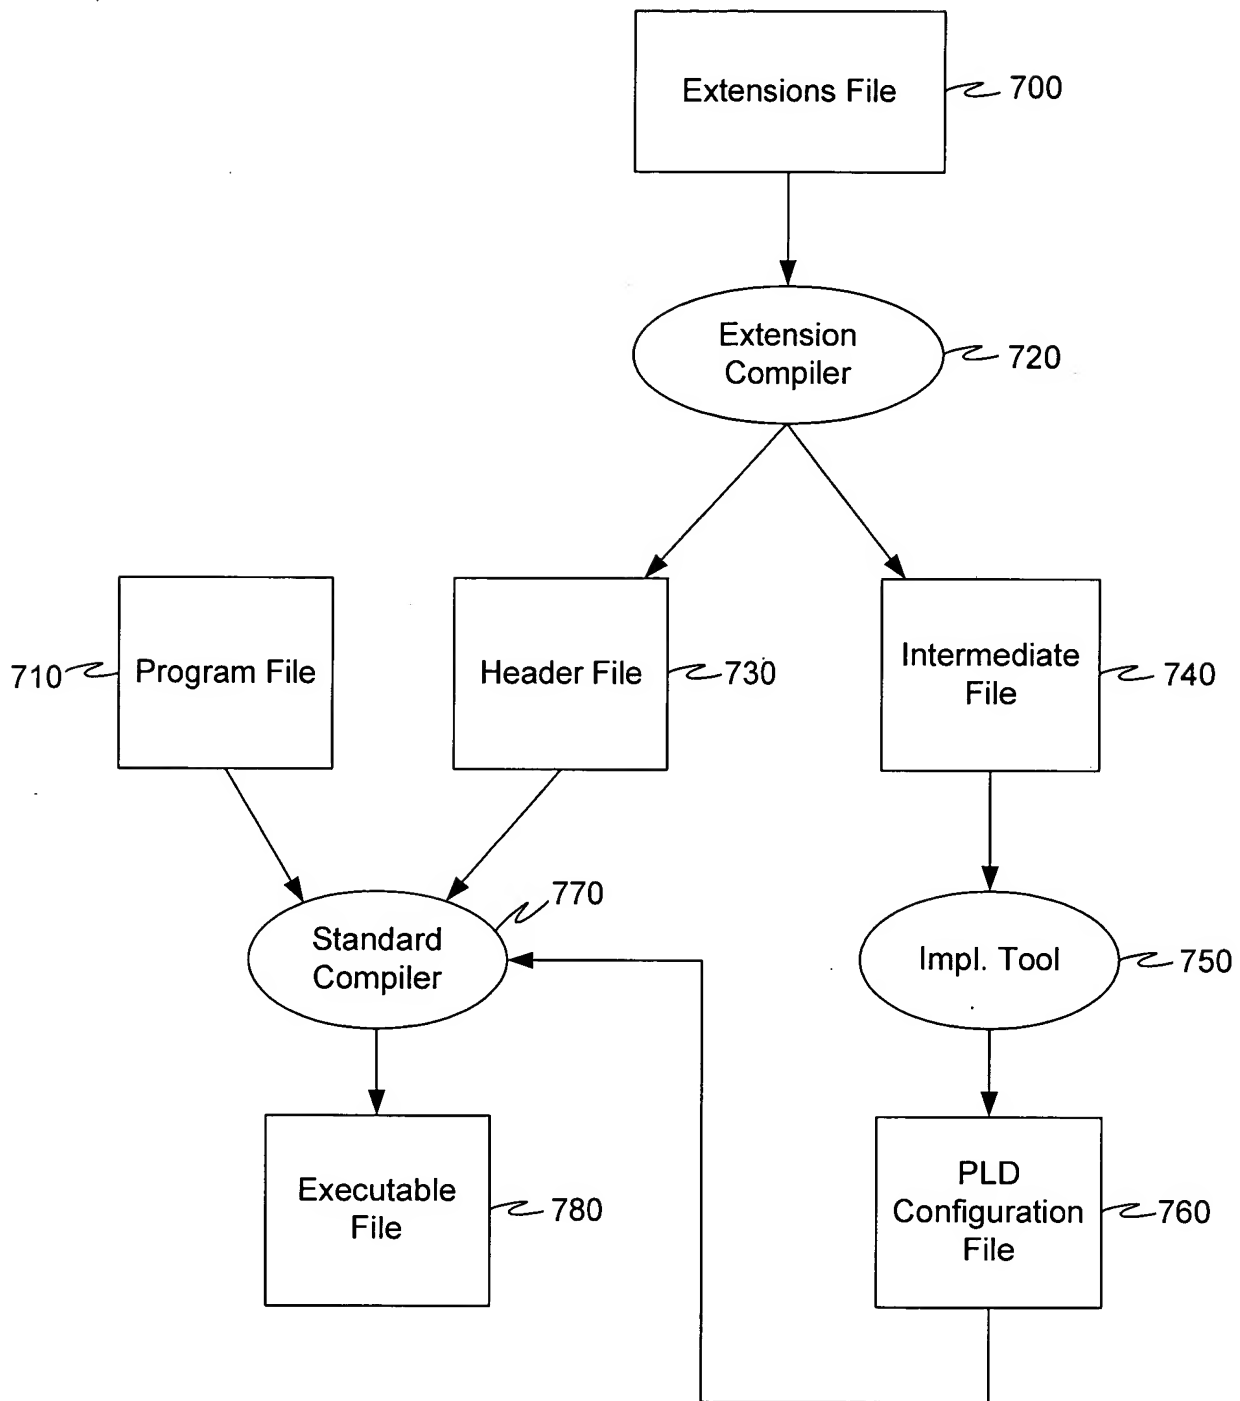 Extensions File
700
Extension
Compiler
720
710
Program File
Header File
730
Intermediate
File
740
770
Standard
Compiler
Impl. Tool
750
Executable
File
780
PLD
Configuration
File
760